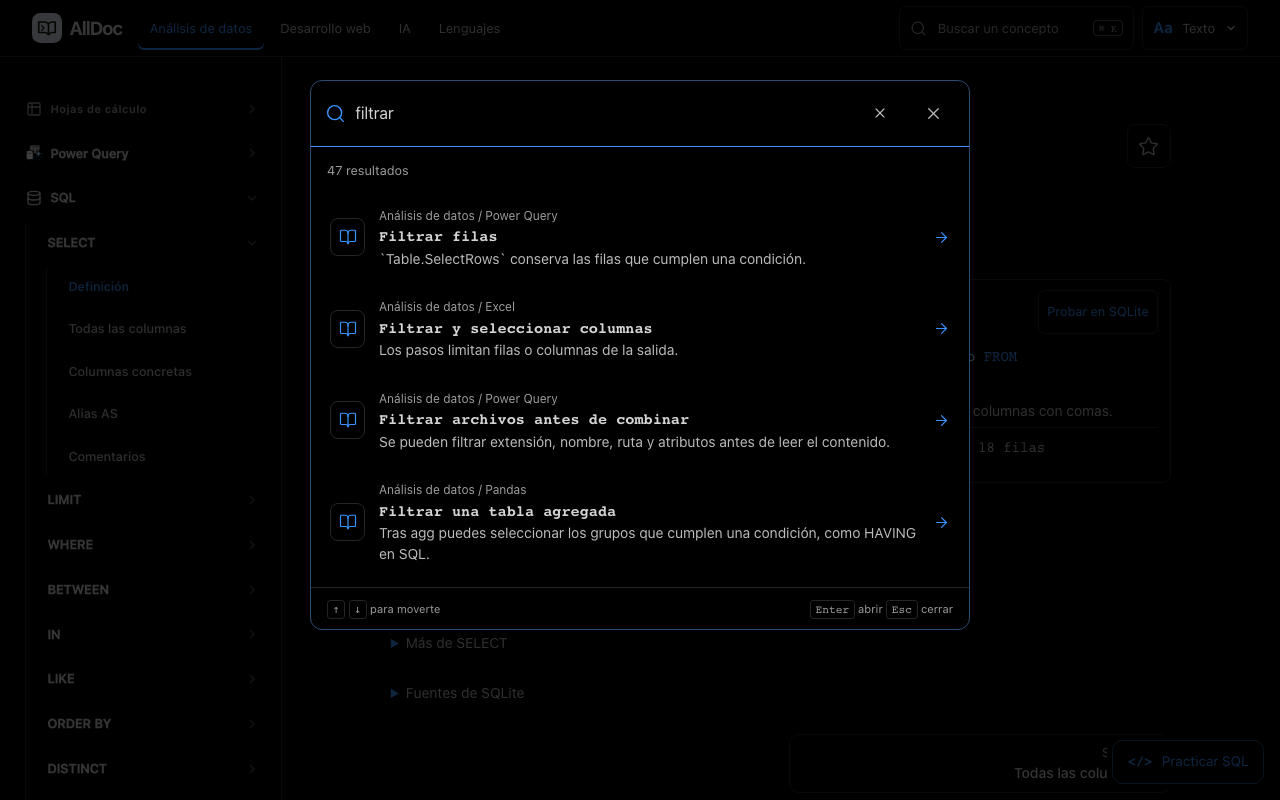 AllDoc
Análisis de datos
Desarrollo web
IA
Lenguajes
Buscar un concepto
⌘ K
Aa Texto
Hojas de cálculo
Power Query
SQL
SELECT
Definición
Todas las columnas
Columnas concretas
Alias AS
Comentarios
LIMIT
WHERE
BETWEEN
IN
LIKE
ORDER BY
DISTINCT
filtrar
47 resultados
Análisis de datos / Power Query
Filtrar filas
`Table.SelectRows` conserva las filas que cumplen una condición.
Análisis de datos / Excel
Filtrar y seleccionar columnas
Los pasos limitan filas o columnas de la salida.
Análisis de datos / Power Query
Filtrar archivos antes de combinar
Se pueden filtrar extensión, nombre, ruta y atributos antes de leer el contenido.
Análisis de datos / Pandas
Filtrar una tabla agregada
Tras agg puedes seleccionar los grupos que cumplen una condición, como HAVING
en SQL.
↑ ↓ para moverte
Enter abrir Esc cerrar
Probar en SQLite
o FROM
columnas con comas.
18 filas
Más de SELECT
Fuentes de SQLite
S
Todas las colu
</> Practicar SQL